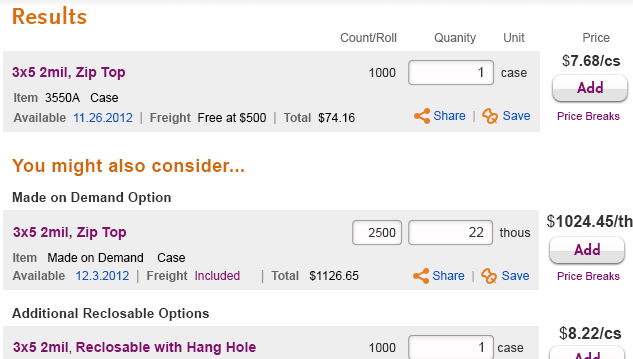 Results
Count/Roll Quanity Unit Price
$7.68/cs
3x5 2mil, Zip Top 1000 1 case
Add
Item 3550A Case
Available 11.26.2012 | Freight Free at $500 | Total $74.16 Share | Save Price Breaks
You might also consider...
Made on Demand Option
$1024.45/th
3x5 2mil, Zip Top 2500 22 thous
Add
Item Made on Demand Case
Available 12.3.2012 | Freight Included | Total $1126.65 Share | Save Price Breaks
Additional Reclosable Options
$8.22/cs
3x5 2mil, Reclosable with Hang Hole 1000 1 case
Add